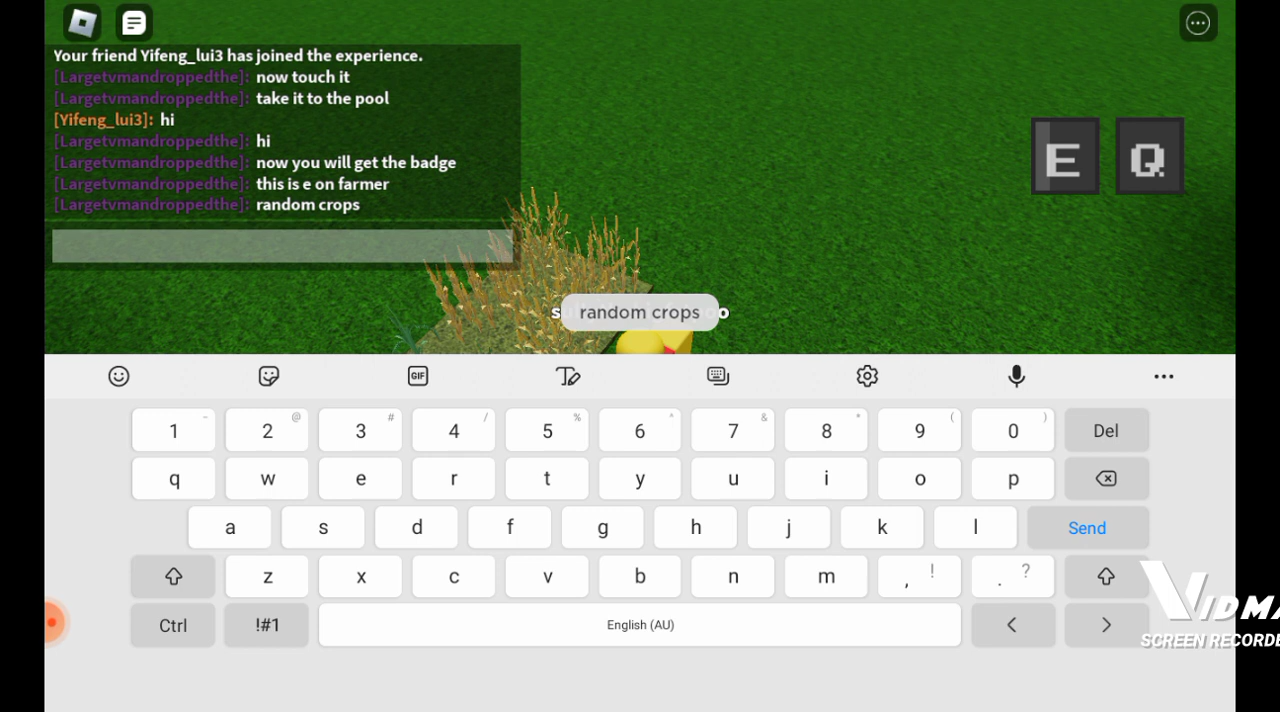 Your friend Yifeng_lui3 has joined the experience.
[Largetvmandroppedthe]: now touch it
[Largetvmandroppedthe]: take it to the pool
[Yifeng_lui3]: hi
[Largetvmandroppedthe]: hi
[Largetvmandroppedthe]: now you will get the badge
[Largetvmandroppedthe]: this is e on farmer
[Largetvmandroppedthe]: random crops
E Q
random crops
GIF
1 - 2 @ 3 # 4 / 5 % 6 ^ 7 & 8 * 9 ( 0 ) Del
q w e r t y u i o p
a s d f g h j k l Send
z x c v b n m , ! . ?
Ctrl !#1 English (AU) < >
VIDMA
SCREEN RECORDE